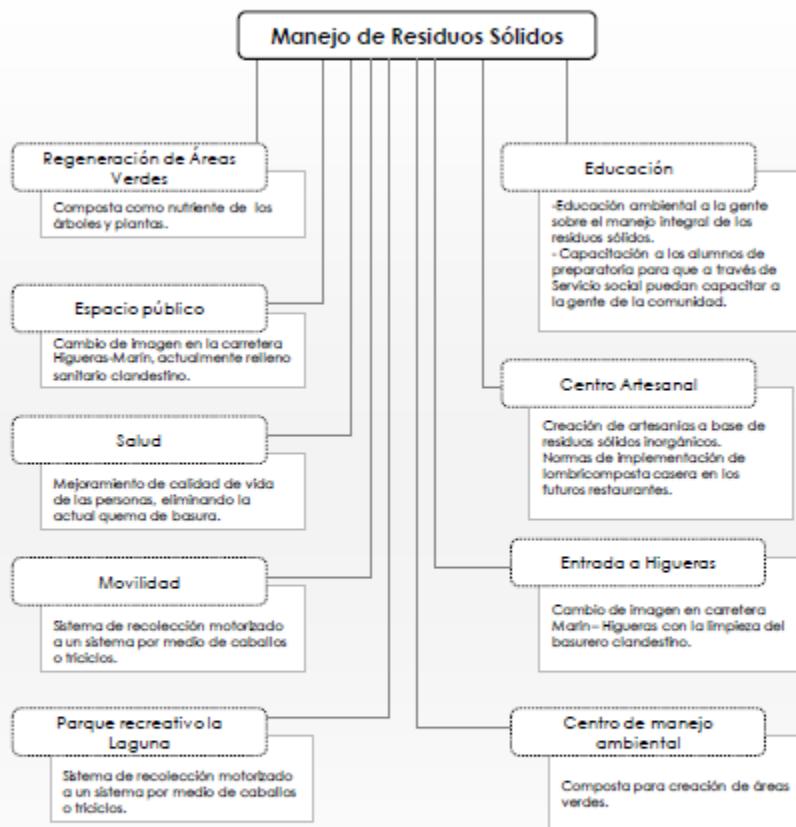 Manejo de Residuos Sólidos
Regeneración de Áreas
Verdes
Composta como nutriente de los
árboles y plantas.
Espacio público
Cambio de imagen en la carretera
Higueras-Marín, actualmente relleno
sanitario clandestino.
Salud
Mejoramiento de calidad de vida
de las personas, eliminando la
actual quema de basura.
Movilidad
Sistema de recolección motorizado
a un sistema por medio de caballos
o triciclos.
Parque recreativo la
Laguna
Sistema de recolección motorizado
a un sistema por medio de caballos
o triciclos.
Educación
-Educación ambiental a la gente
sobre el manejo integral de los
residuos sólidos.
- Capacitación a los alumnos de
preparatoria para que a través de
Servicio social puedan capacitar a
la gente de la comunidad.
Centro Artesanal
Creación de artesanías a base de
residuos sólidos inorgánicos.
Normas de implementación de
lombricomposta casera en los
futuros restaurantes.
Entrada a Higueras
Cambio de imagen en carretera
Marín– Higueras con la limpieza del
basurero clandestino.
Centro de manejo
ambiental
Composta para creación de áreas
verdes.